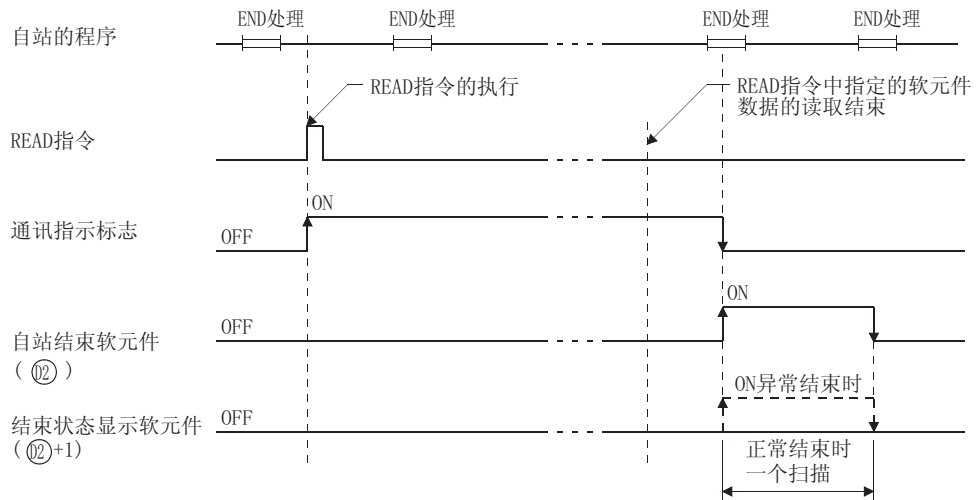 END处理
END处理
END处理
END处理
自站的程序
READ指令的执行
READ指令中指定的软元件
数据的读取结束
READ指令
ON
通讯指示标志
OFF
ON
OFF
自站结束软元件
( D2 )
ON异常结束时
OFF
结束状态显示软元件
( D2+1)
正常结束时
一个扫描